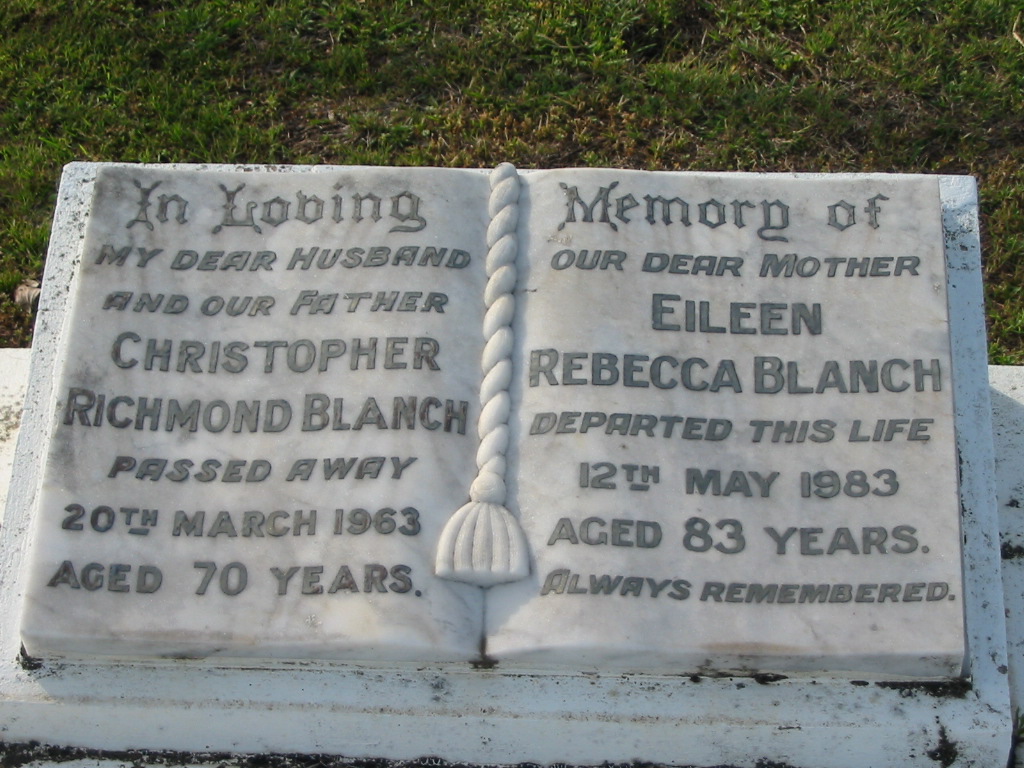 In Loving
MY DEAR HUSBAND
AND OUR FATHER
CHRISTOPHER
RICHMOND BLANCH
PASSED AWAY
20TH MARCH 1963
AGED 70 YEARS.
Memory of
OUR DEAR MOTHER
EILEEN
REBECCA BLANCH
DEPARTED THIS LIFE
12TH MAY 1983
AGED 83 YEARS.
ALWAYS REMEMBERED.